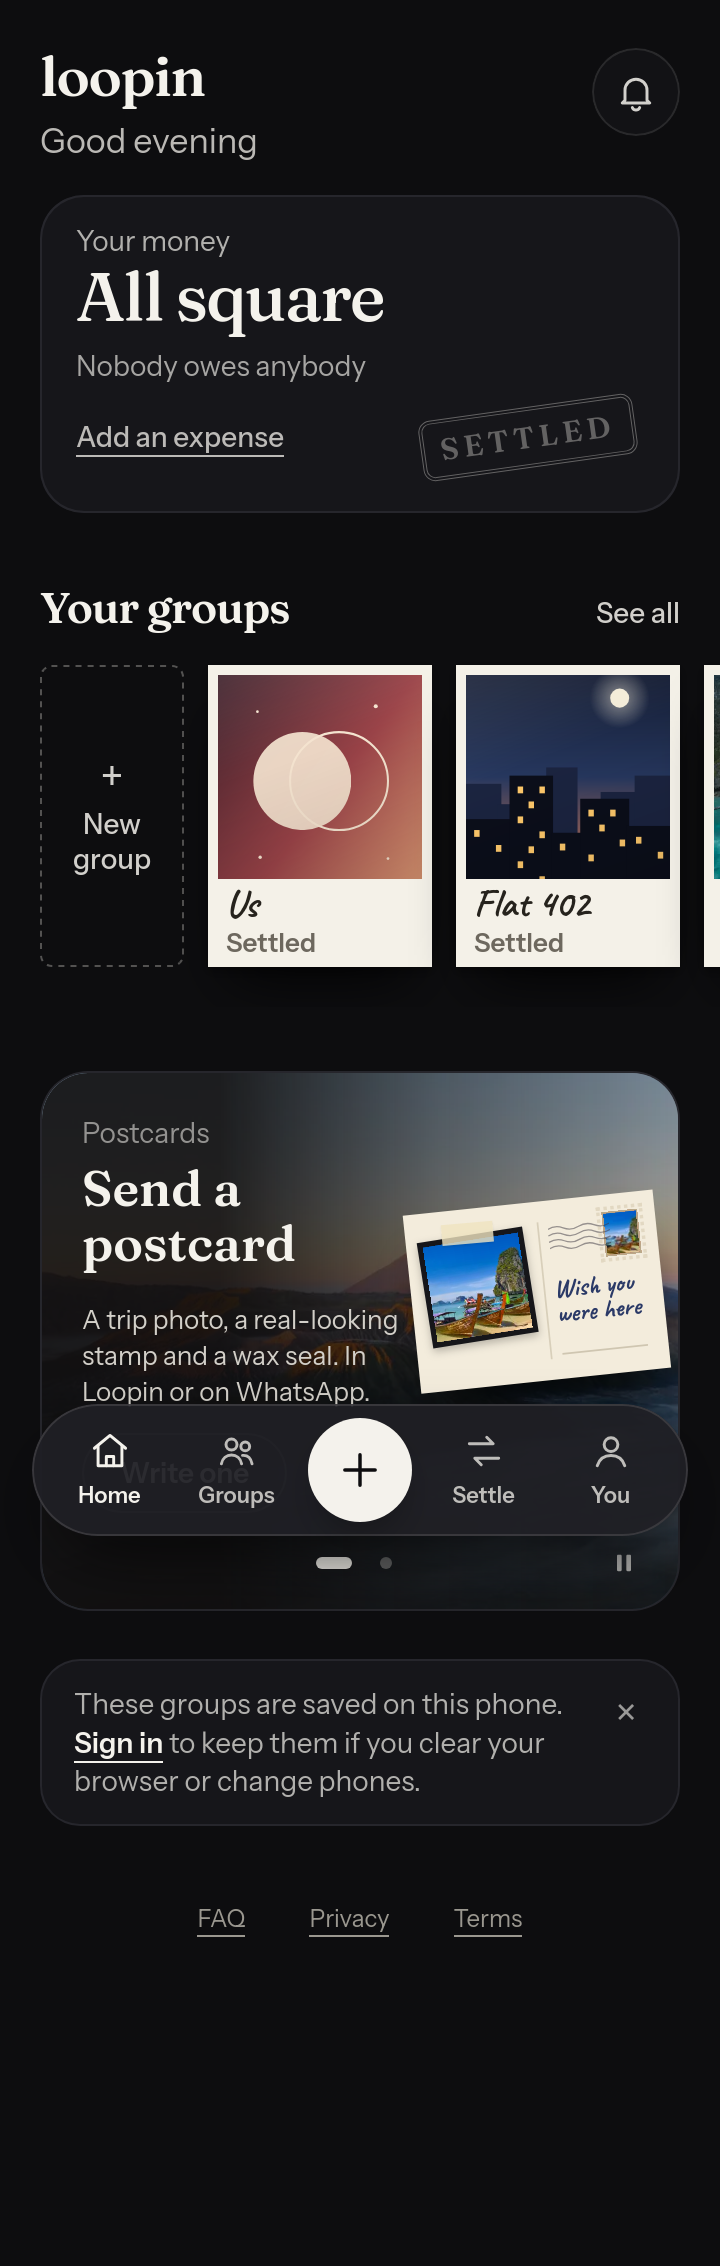 loopin
Good evening
Your money
All square
Nobody owes anybody
Add an expense
SETTLED
Your groups
See all
+
New
group
Us
Settled
Flat 402
Settled
Postcards
Send a
postcard
A trip photo, a real-looking
stamp and a wax seal. In
Loopin or on WhatsApp.
Wish you
were here
Write one
Home
Groups
Settle
You
These groups are saved on this phone.
Sign in to keep them if you clear your
browser or change phones.
FAQ
Privacy
Terms